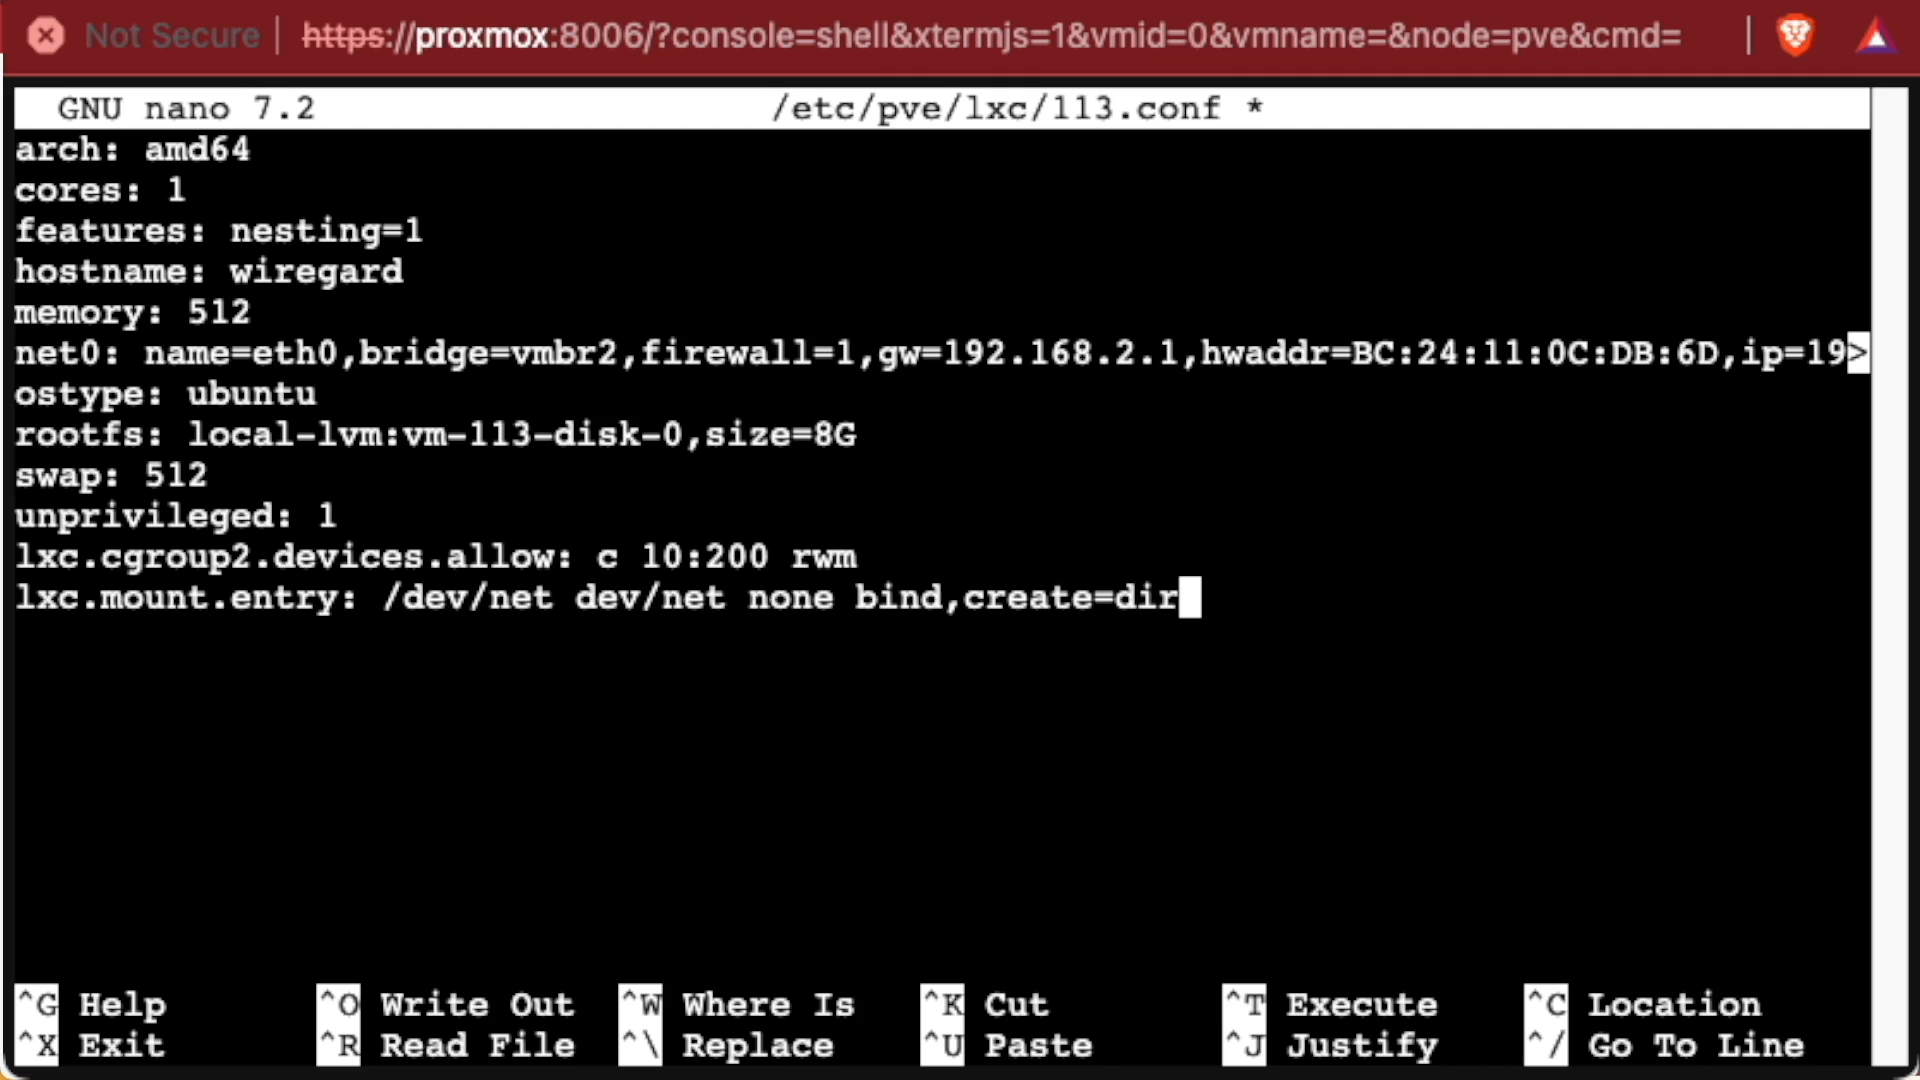 Not Secure | https://proxmox:8006/?console=shell&xtermjs=1&vmid=0&vmname=&node=pve&cmd=
GNU nano 7.2 /etc/pve/lxc/113.conf *
arch: amd64
cores: 1
features: nesting=1
hostname: wiregard
memory: 512
net0: name=eth0,bridge=vmbr2,firewall=1,gw=192.168.2.1,hwaddr=BC:24:11:0C:DB:6D,ip=19>
ostype: ubuntu
rootfs: local-lvm:vm-113-disk-0,size=8G
swap: 512
unprivileged: 1
lxc.cgroup2.devices.allow: c 10:200 rwm
lxc.mount.entry: /dev/net dev/net none bind,create=dir
^G Help ^O Write Out ^W Where Is ^K Cut ^T Execute ^C Location
^X Exit ^R Read File ^\ Replace ^U Paste ^J Justify ^/ Go To Line